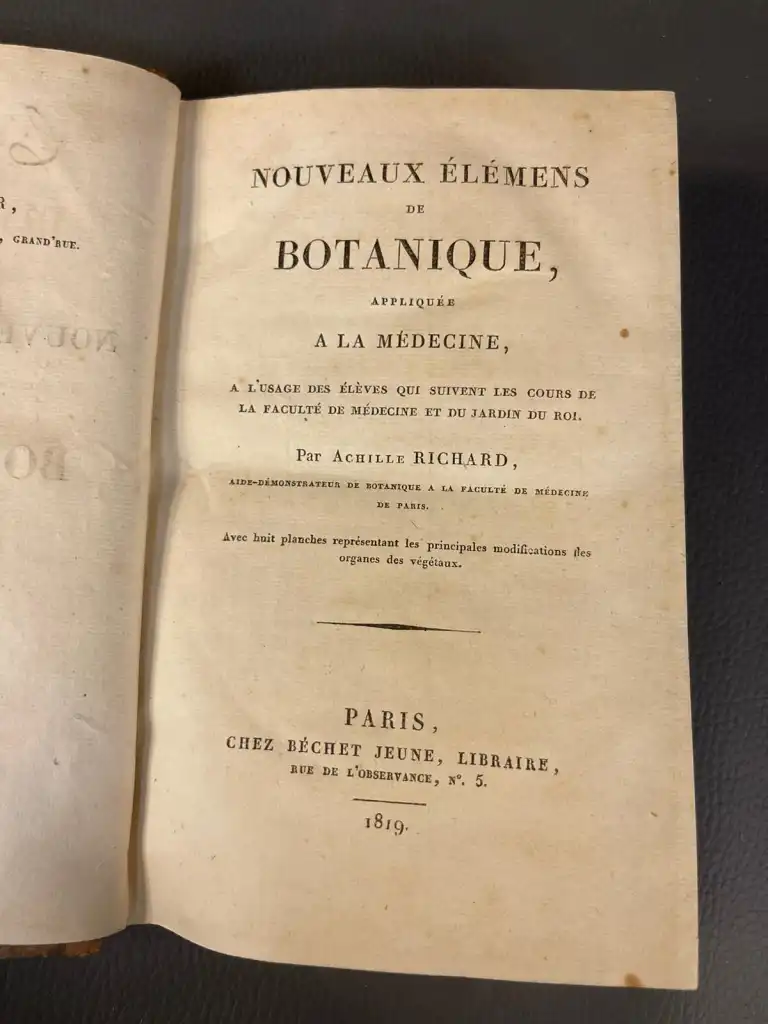 R,
, GRAND'RUE.
NOUVEAUX ÉLÉMENS
DE
BOTANIQUE,
APPLIQUÉE
A LA MÉDECINE,
A L'USAGE DES ÉLÈVES QUI SUIVENT LES COURS DE
LA FACULTÉ DE MÉDECINE ET DU JARDIN DU ROI.
Par ACHILLE RICHARD,
AIDE-DÉMONSTRATEUR DE BOTANIQUE A LA FACULTÉ DE MÉDECINE
DE PARIS.
Avec huit planches représentant les principales modifications des
organes des végétaux.
PARIS,
CHEZ BÉCHET JEUNE, LIBRAIRE,
RUE DE L'OBSERVANCE, N°. 5.
1819.